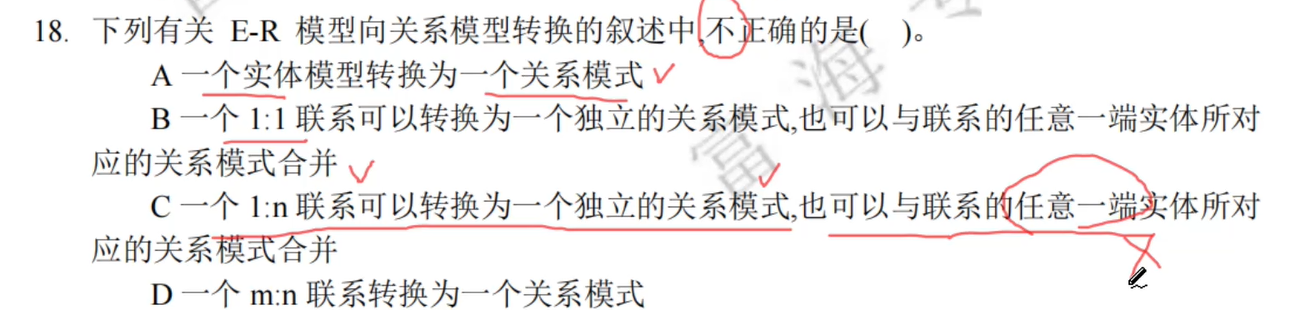 18. 下列有关 E-R 模型向关系模型转换的叙述中,不正确的是( )。
A 一个实体模型转换为一个关系模式
B 一个 1:1 联系可以转换为一个独立的关系模式,也可以与联系的任意一端实体所对
应的关系模式合并
C 一个 1:n 联系可以转换为一个独立的关系模式,也可以与联系的任意一端实体所对
应的关系模式合并
D 一个 m:n 联系转换为一个关系模式
富 海